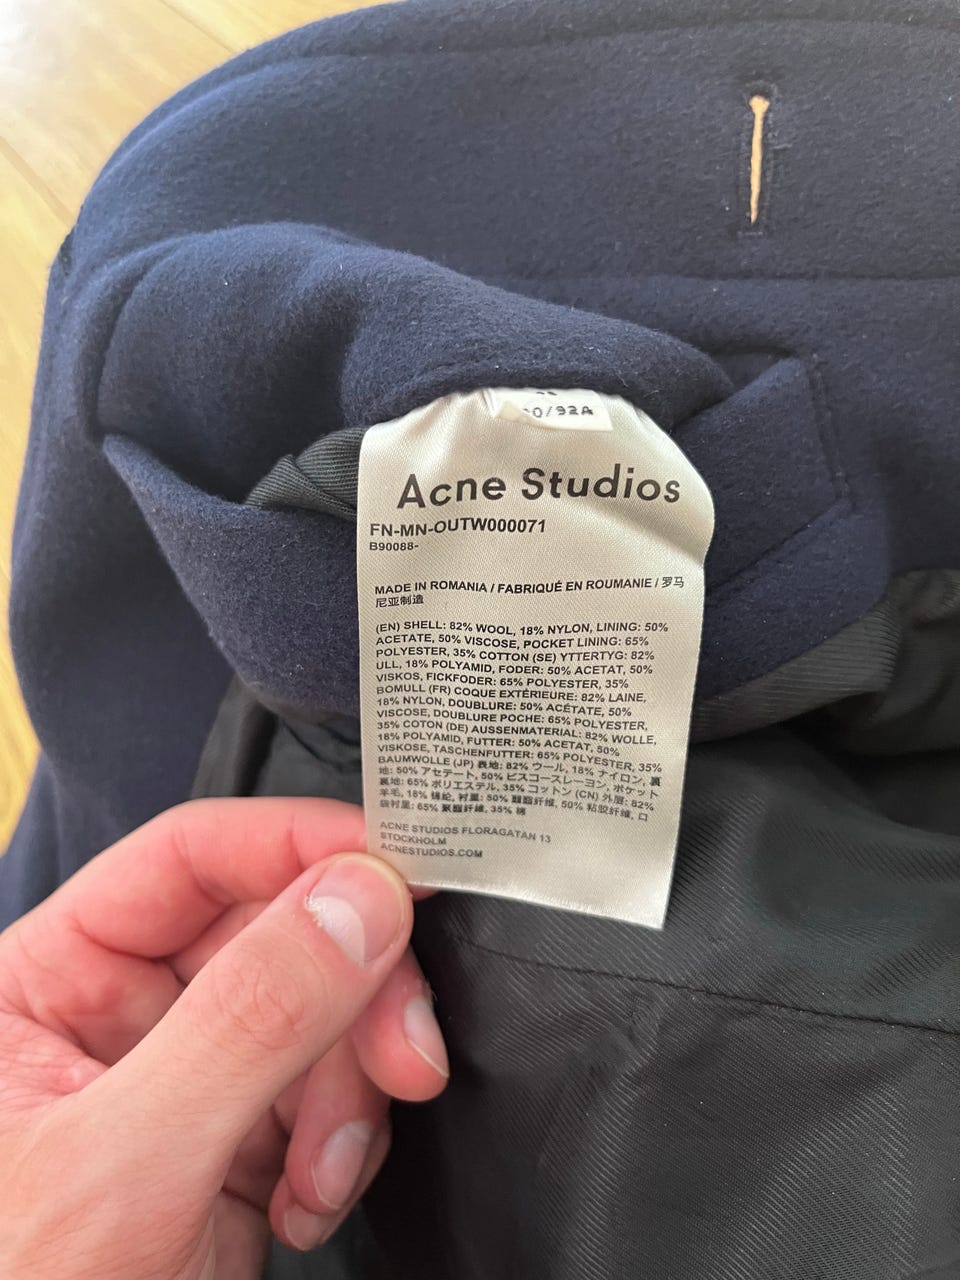 0/92A
Acne Studios
FN-MN-OUTW000071
B90088-
MADE IN ROMANIA / FABRIQUÉ EN ROUMANIE / 罗马
尼亚制造
(EN) SHELL: 82% WOOL, 18% NYLON, LINING: 50%
ACETATE, 50% VISCOSE, POCKET LINING: 65%
POLYESTER, 35% COTTON (SE) YTTERTYG: 82%
ULL, 18% POLYAMID, FODER: 50% ACETAT, 50%
VISKOS, FICKFODER: 65% POLYESTER, 35%
BOMULL (FR) COQUE EXTÉRIEURE: 82% LAINE,
18% NYLON, DOUBLURE: 50% ACÉTATE, 50%
VISCOSE, DOUBLURE POCHE: 65% POLYESTER,
35% COTON (DE) AUSSENMATERIAL: 82% WOLLE,
18% POLYAMID, FUTTER: 50% ACETAT, 50%
VISKOSE, TASCHENFUTTER: 65% POLYESTER, 35%
BAUMWOLLE (JP) 表地: 82% ウール, 18% ナイロン, 裏
地: 50% アセテート, 50% ビスコースレーヨン, ポケット
裏地: 65% ポリエステル, 35% コットン (CN) 外层: 82%
羊毛, 18% 锦纶, 衬里: 50% 醋酯纤维, 50% 粘胶纤维, 口
袋衬里: 65% 聚酯纤维, 35% 棉
ACNE STUDIOS FLORAGATAN 13
STOCKHOLM
ACNESTUDIOS.COM